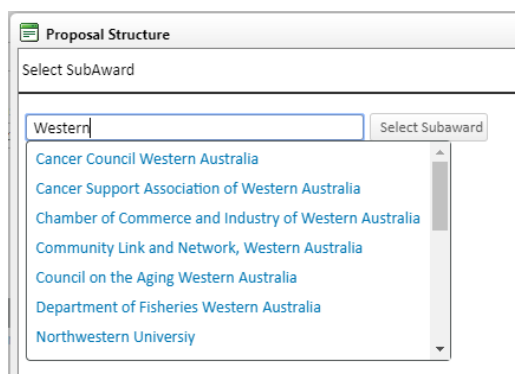 Proposal Structure
Select SubAward
Western
Select Subaward
Cancer Council Western Australia
Cancer Support Association of Western Australia
Chamber of Commerce and Industry of Western Australia
Community Link and Network, Western Australia
Council on the Aging Western Australia
Department of Fisheries Western Australia
Northwestern Universiy